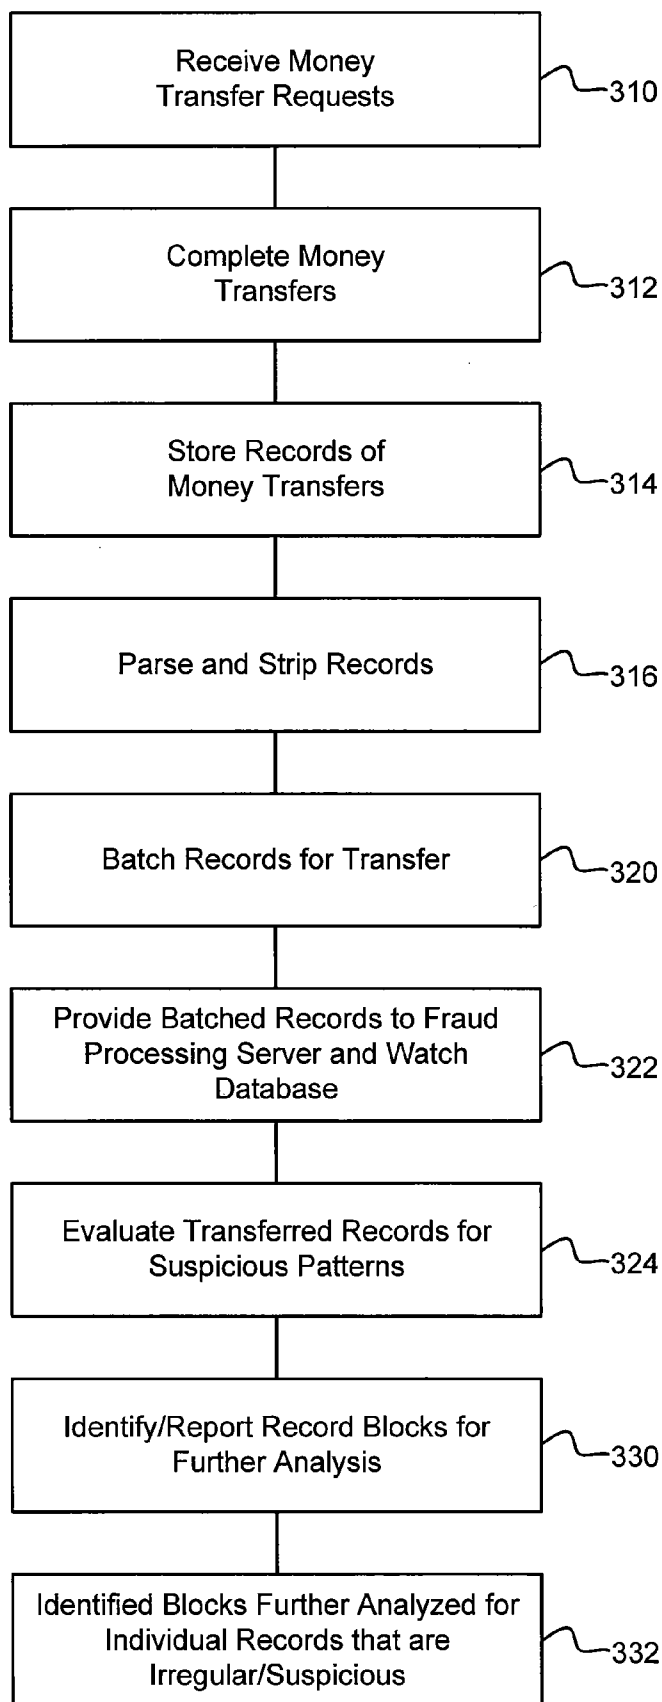 Receive Money
Transfer Requests
310
Complete Money
Transfers
312
Store Records of
Money Transfers
314
Parse and Strip Records
316
Batch Records for Transfer
320
Provide Batched Records to Fraud
Processing Server and Watch
Database
322
Evaluate Transferred Records for
Suspicious Patterns
324
Identify/Report Record Blocks for
Further Analysis
330
Identified Blocks Further Analyzed for
Individual Records that are
Irregular/Suspicious
332